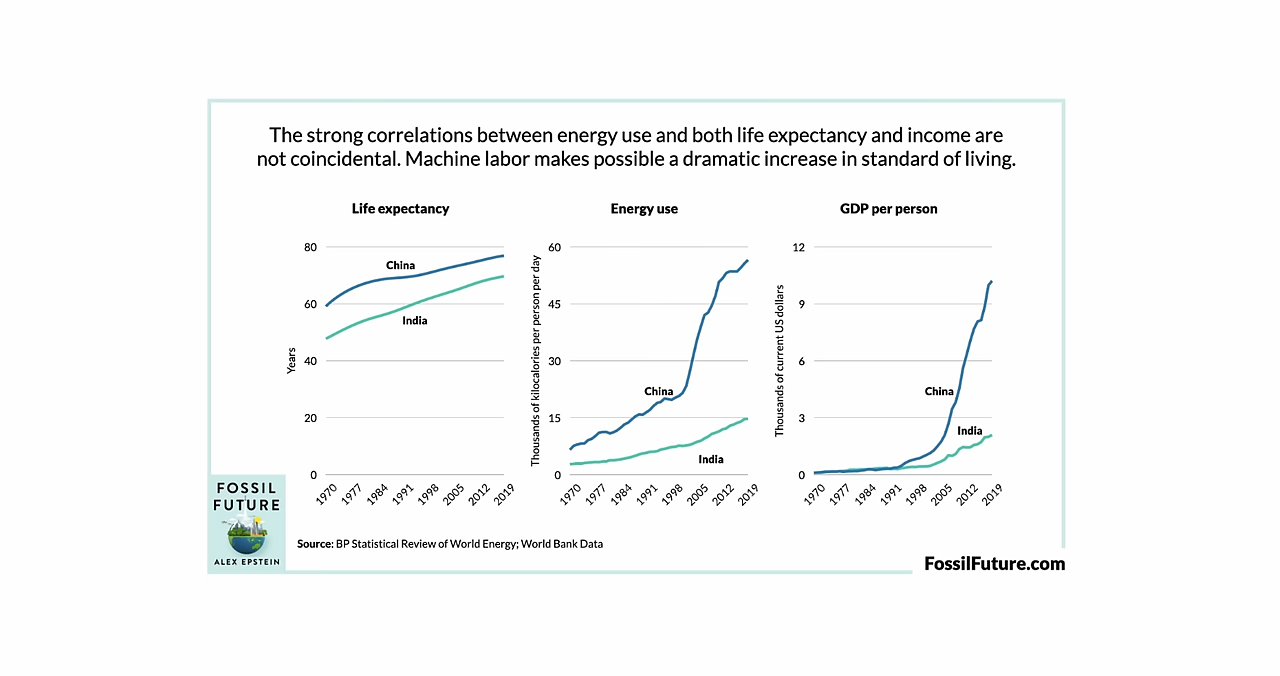 The strong correlations between energy use and both life expectancy and income are
not coincidental. Machine labor makes possible a dramatic increase in standard of living.
Life expectancy
Years
80
60
40
20
0
China
India
1970
1977
1984
1991
1998
2005
2012
2019
Energy use
Thousands of kilocalories per person per day
60
45
30
15
0
China
India
1970
1977
1984
1991
1998
2005
2012
2019
GDP per person
Thousands of current US dollars
12
9
6
3
0
China
India
1970
1977
1984
1991
1998
2005
2012
2019
FOSSIL
FUTURE
ALEX EPSTEIN
Source: BP Statistical Review of World Energy; World Bank Data
FossilFuture.com